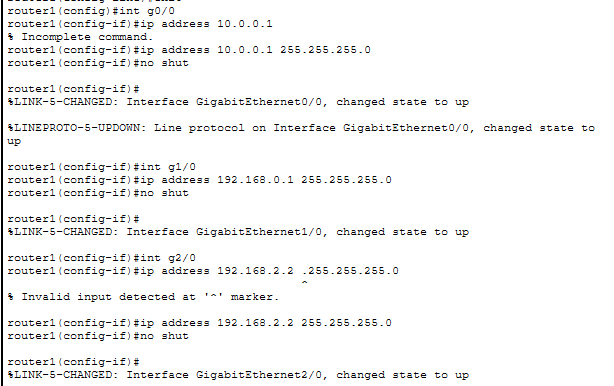 router1(config)#int g0/0
router1(config-if)#ip address 10.0.0.1
% Incomplete command.
router1(config-if)#ip address 10.0.0.1 255.255.255.0
router1(config-if)#no shut
router1(config-if)#
%LINK-5-CHANGED: Interface GigabitEthernet0/0, changed state to up
%LINEPROTO-5-UPDOWN: Line protocol on Interface GigabitEthernet0/0, changed state to
up
router1(config-if)#int g1/0
router1(config-if)#ip address 192.168.0.1 255.255.255.0
router1(config-if)#no shut
router1(config-if)#
%LINK-5-CHANGED: Interface GigabitEthernet1/0, changed state to up
router1(config-if)#int g2/0
router1(config-if)#ip address 192.168.2.2 .255.255.255.0
^
% Invalid input detected at '^' marker.
router1(config-if)#ip address 192.168.2.2 255.255.255.0
router1(config-if)#no shut
router1(config-if)#
%LINK-5-CHANGED: Interface GigabitEthernet2/0, changed state to up